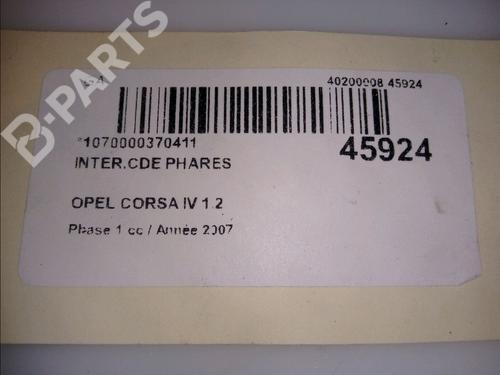 40200008 45924
*1070000370411
45924
INTER.CDE PHARES
OPEL CORSA IV 1.2
Phase 1 cc / Année 2007
B-PARTS